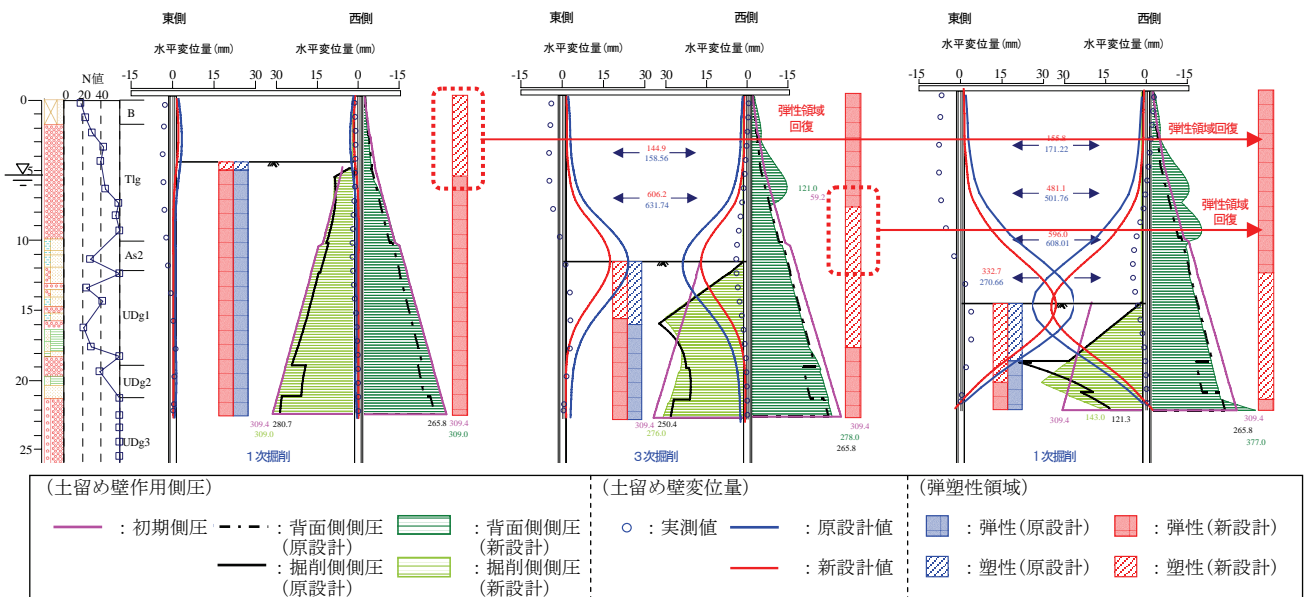 東側
西側
水平変位量(㎜)
水平変位量(㎜)
-15 0 15 30
30 15 0 -15
東側
西側
水平変位量(㎜)
水平変位量(㎜)
-15 0 15 30
30 15 0 -15
東側
西側
水平変位量(㎜)
水平変位量(㎜)
-15 0 15 30
30 15 0 -15
N値
0 20 40
0
5
10
15
20
25
B
Tlg
As2
UDg1
UDg2
UDg3
309.4
309.0
280.7
265.8
309.4
309.0
1次掘削
弾性領域
回復
144.9
158.56
606.2
631.74
121.0
59.2
309.4
276.0
250.4
309.4
278.0
265.8
3次掘削
弾性領域回復
弾性領域
回復
155.8
171.22
481.1
501.76
596.0
608.01
332.7
270.66
309.4
143.0
121.3
309.4
265.8
377.0
1次掘削
(土留め壁作用側圧)
:初期側圧
:背面側側圧
(原設計)
:背面側側圧
(新設計)
:掘削側側圧
(原設計)
:掘削側側圧
(新設計)
(土留め壁変位量)
:実測値
:原設計値
:新設計値
(弾塑性領域)
:弾性(原設計)
:弾性(新設計)
:塑性(原設計)
:塑性(新設計)